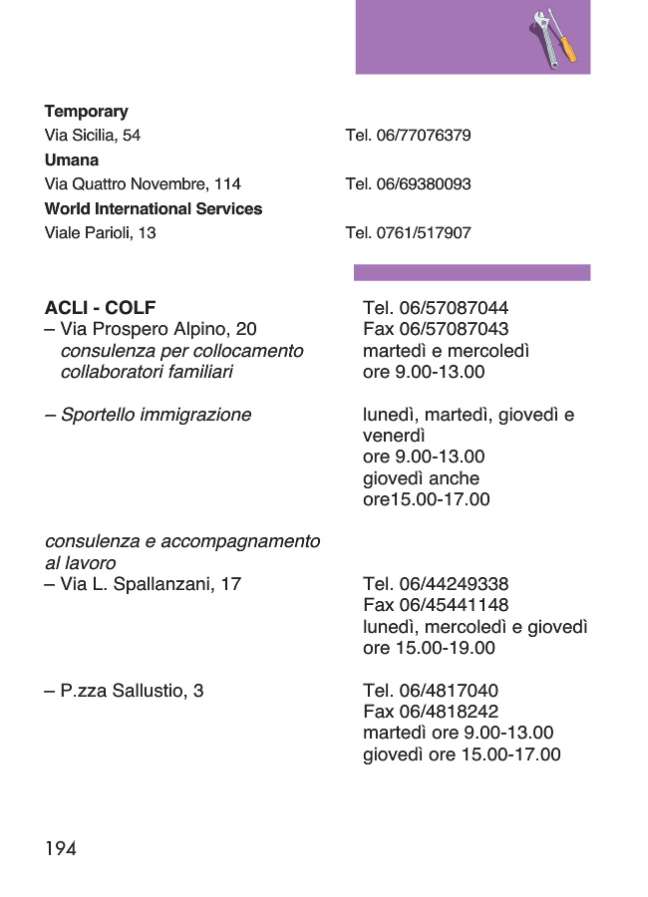 Temporary
Via Sicilia, 54 Tel. 06/77076379
Umana
Via Quattro Novembre, 114 Tel. 06/69380093
World International Services
Viale Parioli, 13 Tel. 0761/517907
ACLI - COLF Tel. 06/57087044
– Via Prospero Alpino, 20 Fax 06/57087043
consulenza per collocamento martedì e mercoledì
collaboratori familiari ore 9.00-13.00
– Sportello immigrazione lunedì, martedì, giovedì e
venerdì
ore 9.00-13.00
giovedì anche
ore15.00-17.00
consulenza e accompagnamento
al lavoro
– Via L. Spallanzani, 17 Tel. 06/44249338
Fax 06/45441148
lunedì, mercoledì e giovedì
ore 15.00-19.00
– P.zza Sallustio, 3 Tel. 06/4817040
Fax 06/4818242
martedì ore 9.00-13.00
giovedì ore 15.00-17.00
194